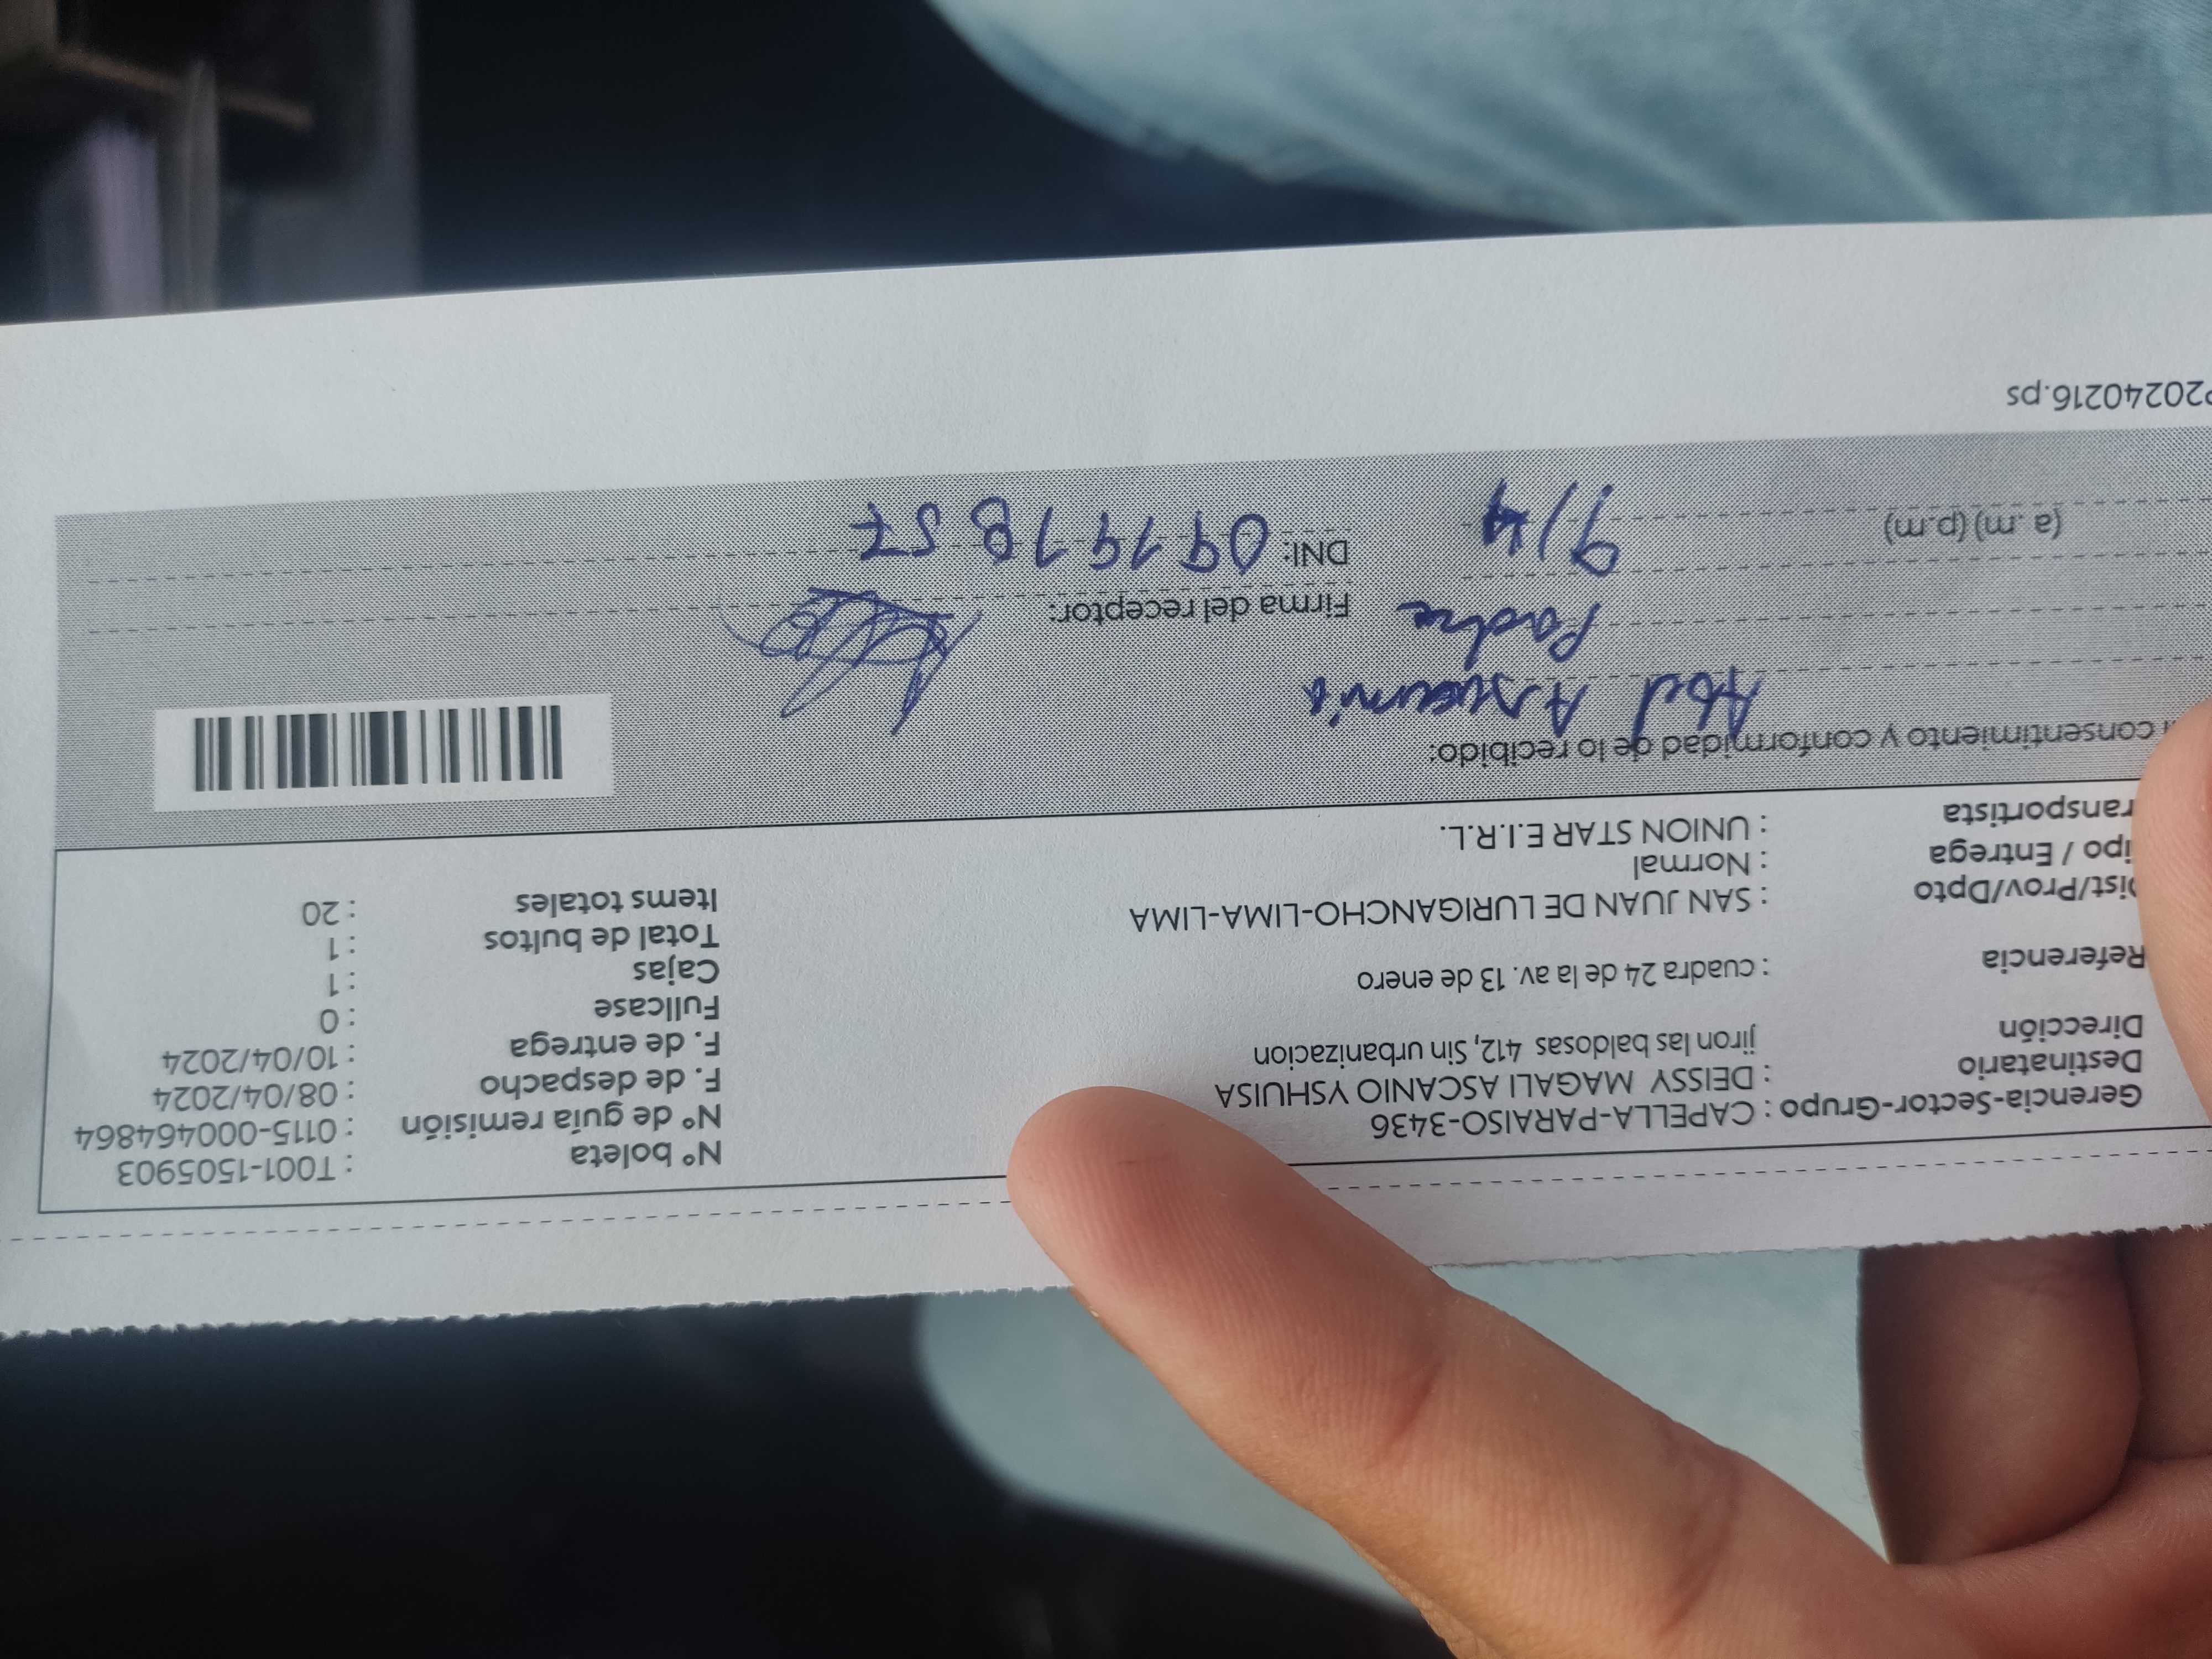 Gerencia-Sector-Grupo : CAPELLA-PARAISO-3436
Destinatario : DEISSY MAGALI ASCANIO YSHUISA
Dirección jiron las baldosas 412, Sin urbanizacion
Referencia : cuadra 24 de la av. 13 de enero
Dist/Prov/Dpto : SAN JUAN DE LURIGANCHO-LIMA-LIMA
ipo / Entrega : Normal
ransportista : UNION STAR E.I.R.L.
Nº boleta : T001-1505903
Nº de guía remisión : 0115-000464864
F. de despacho : 08/04/2024
F. de entrega : 10/04/2024
Fullcase : 0
Cajas : 1
Total de bultos : 1
Items totales : 20
consentimiento y conformidad de lo recibido:
Abel
Padre
Firma del receptor:
(a .m) (p.m) 9/4
DNI:
P20240216.ps